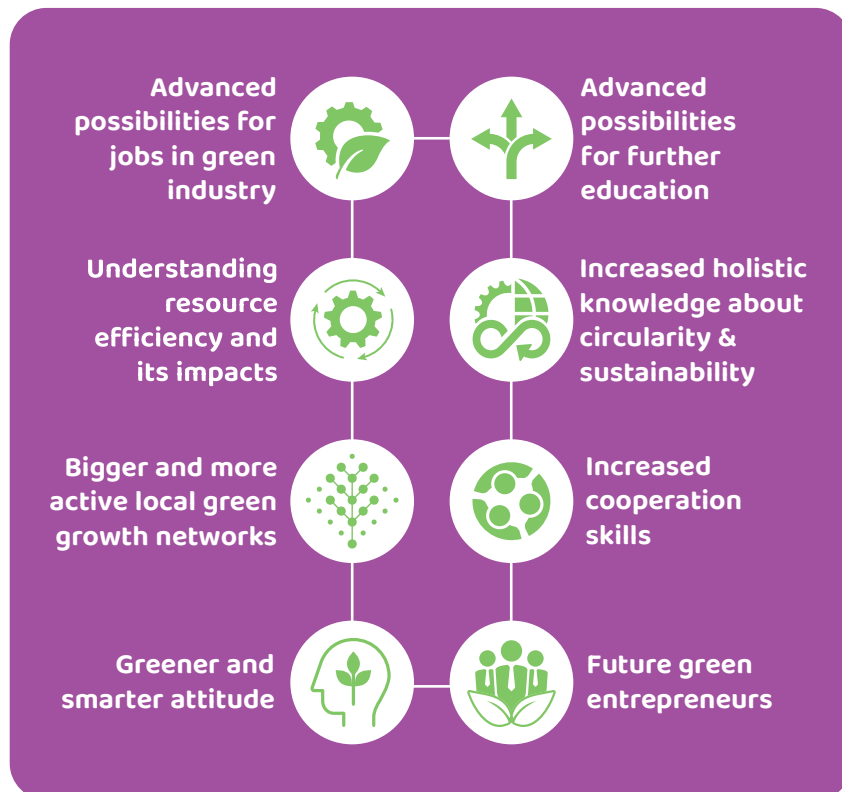 Advanced
possibilities for
jobs in green
industry
Advanced
possibilities
for further
education
Understanding
resource
efficiency and
its impacts
Increased holistic
knowledge about
circularity &
sustainability
Bigger and more
active local green
growth networks
Increased
cooperation
skills
Greener and
smarter attitude
Future green
entrepreneurs